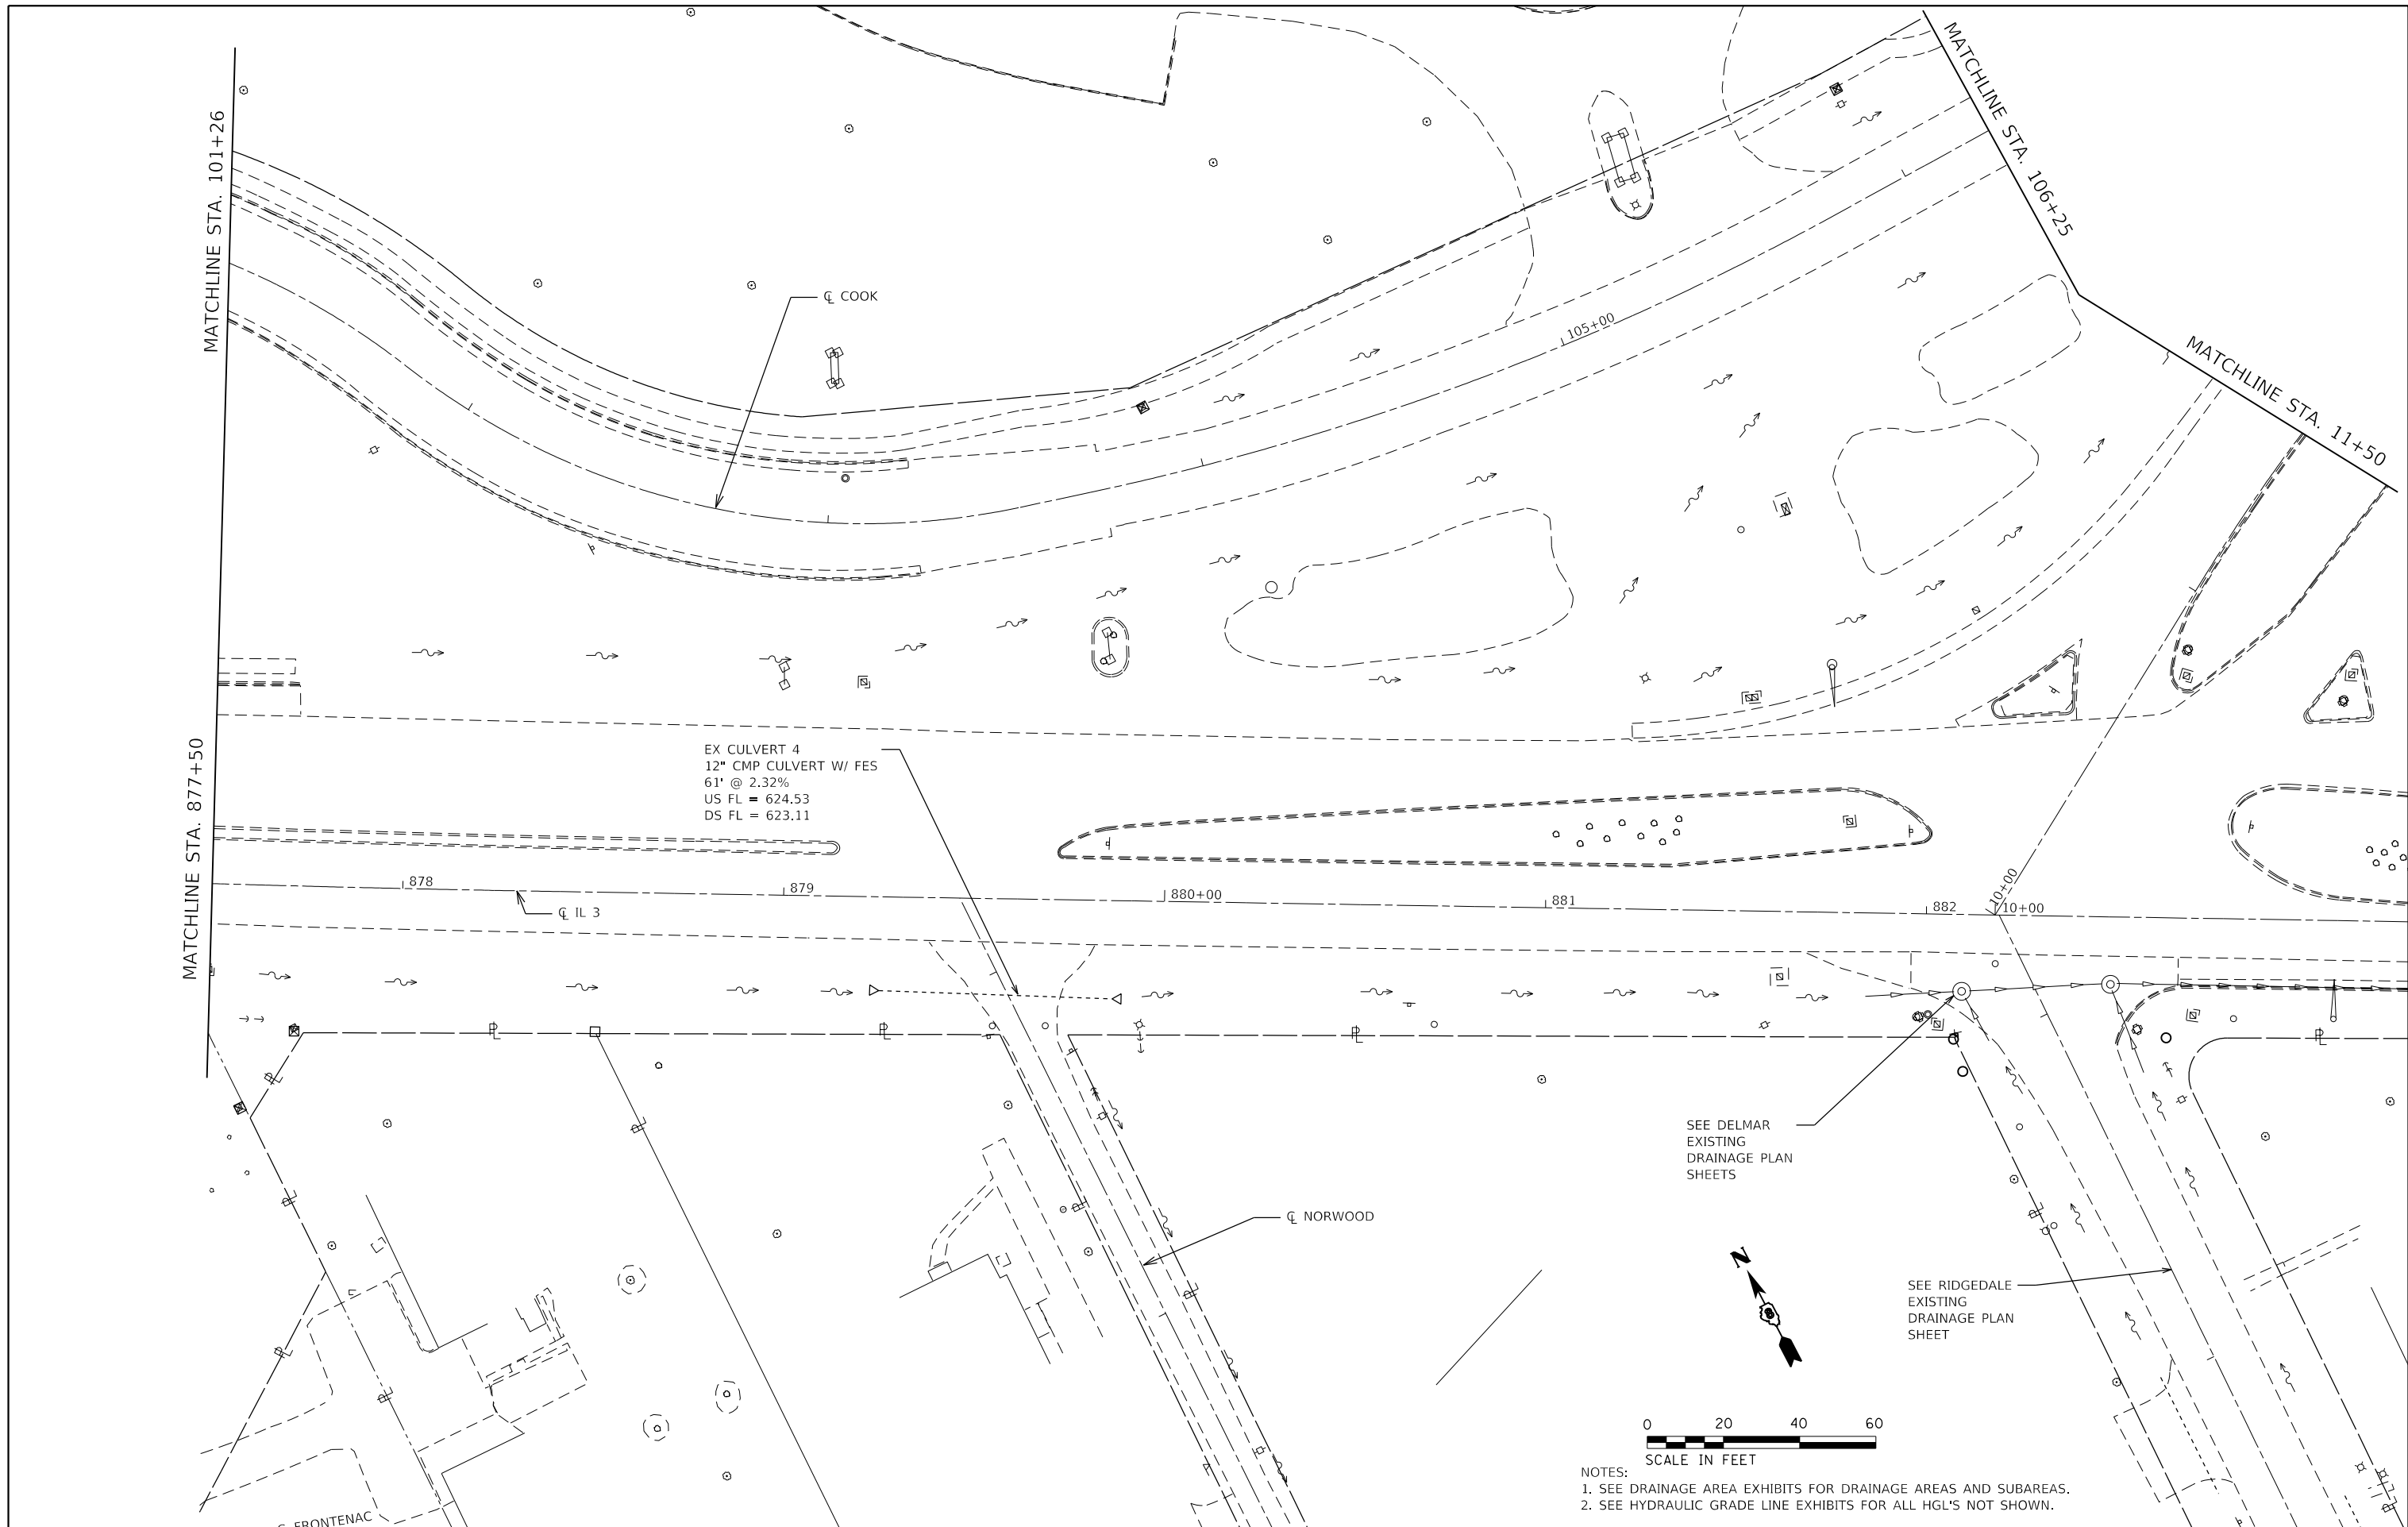 MATCHLINE STA. 101+26
MATCHLINE STA. 106+25
MATCHLINE STA. 11+50
℄ COOK
105+00
MATCHLINE STA. 877+50
EX CULVERT 4
12" CMP CULVERT W/ FES
61' @ 2.32%
US FL = 624.53
DS FL = 623.11
878
879
880+00
881
882
10+00
10+00
℄ IL 3
SEE DELMAR
EXISTING
DRAINAGE PLAN
SHEETS
℄ NORWOOD
N
SEE RIDGEDALE
EXISTING
DRAINAGE PLAN
SHEET
0 20 40 60
SCALE IN FEET
NOTES:
1. SEE DRAINAGE AREA EXHIBITS FOR DRAINAGE AREAS AND SUBAREAS.
2. SEE HYDRAULIC GRADE LINE EXHIBITS FOR ALL HGL'S NOT SHOWN.
FRONTENAC